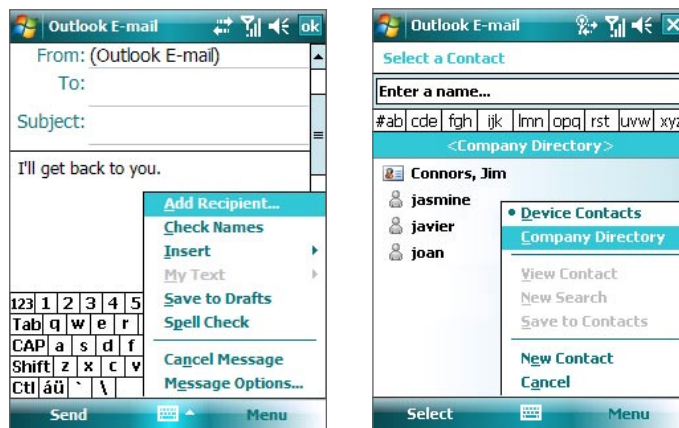 Outlook E-mail
ok
From: (Outlook E-mail)
To:
Subject:
I'll get back to you.
Add Recipient...
Check Names
Insert
My Text
Save to Drafts
Spell Check
Cancel Message
Message Options...
123 1 2 3 4 5
Tab q w e r
CAP a s d f
Shift z x c v
Ctl áü ` \
Send
Menu
Outlook E-mail
Select a Contact
Enter a name...
#ab cde fgh ijk lmn opq rst uvw xyz
<Company Directory>
Connors, Jim
jasmine
javier
joan
Device Contacts
Company Directory
View Contact
New Search
Save to Contacts
New Contact
Cancel
Select
Menu